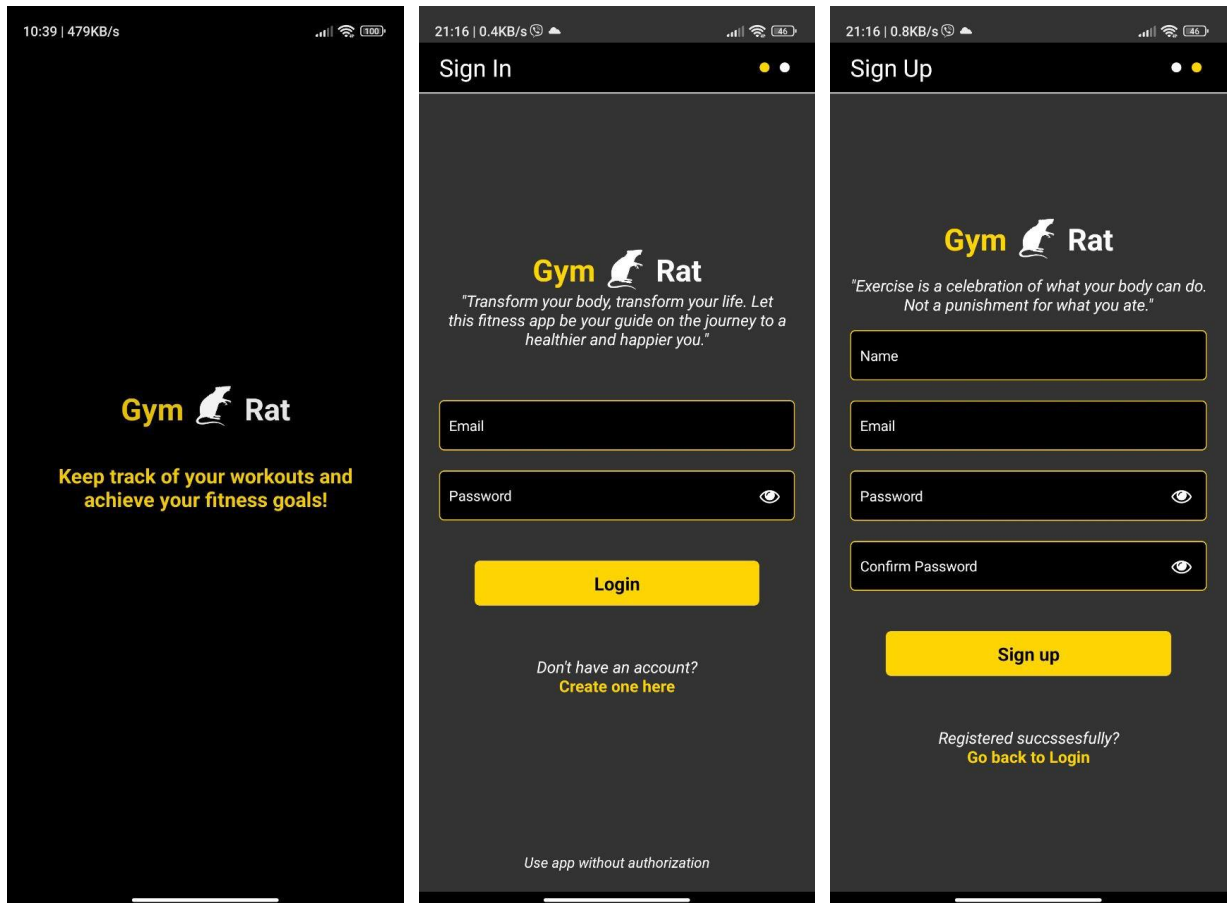 10:39 | 479KB/s
100
Gym Rat
Keep track of your workouts and
achieve your fitness goals!
21:16 | 0.4KB/s
46
Sign In
Gym Rat
"Transform your body, transform your life. Let
this fitness app be your guide on the journey to a
healthier and happier you."
Email
Password
Login
Don't have an account?
Create one here
Use app without authorization
21:16 | 0.8KB/s
46
Sign Up
Gym Rat
"Exercise is a celebration of what your body can do.
Not a punishment for what you ate."
Name
Email
Password
Confirm Password
Sign up
Registered succssesfully?
Go back to Login